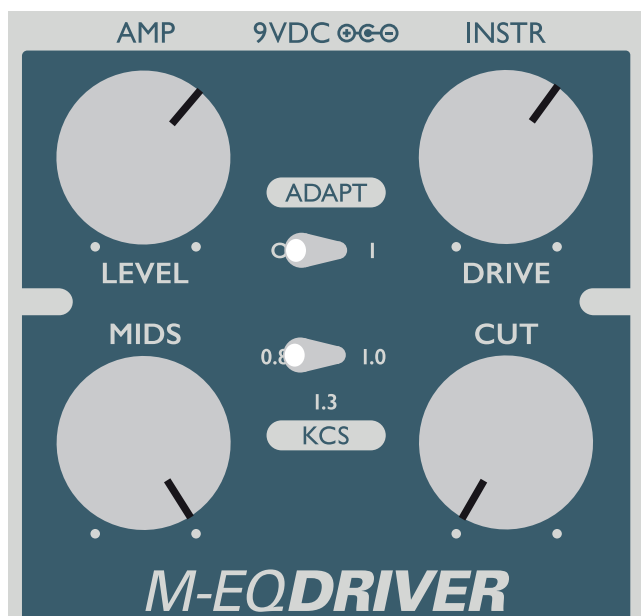 AMP 9VDC INSTR
ADAPT
O I
LEVEL DRIVE
MIDS CUT
0.8 1.0
1.3
KCS
M-EQDRIVER